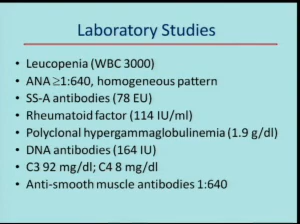 Laboratory Studies
• Leucopenia (WBC 3000)
• ANA ≥1:640, homogeneous pattern
• SS-A antibodies (78 EU)
• Rheumatoid factor (114 IU/ml)
• Polyclonal hypergammaglobulinemia (1.9 g/dl)
• DNA antibodies (164 IU)
• C3 92 mg/dl; C4 8 mg/dl
• Anti-smooth muscle antibodies 1:640